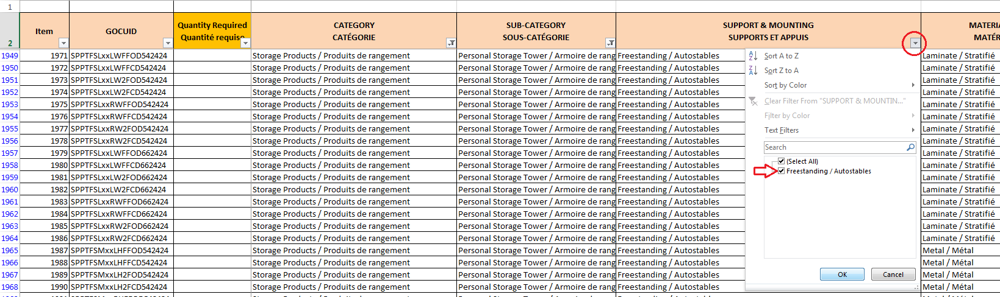 1
2
Item
GOCUID
Quantity Required
Quantité requise
CATEGORY
CATÉGORIE
SUB-CATEGORY
SOUS-CATÉGORIE
SUPPORT & MOUNTING
SUPPORTS ET APPUIS
MATERIA
MATÉR
1949 1971 SPPTFSLxxLWFFOD542424 Storage Products / Produits de rangement Personal Storage Tower / Armoire de rang Freestanding / Autostables Laminate / Stratifié
1950 1972 SPPTFSLxxLWFFCD542424 Storage Products / Produits de rangement Personal Storage Tower / Armoire de rang Freestanding / Autostables Laminate / Stratifié
1951 1973 SPPTFSLxxLW2FOD542424 Storage Products / Produits de rangement Personal Storage Tower / Armoire de rang Freestanding / Autostables Laminate / Stratifié
1952 1974 SPPTFSLxxLW2FCD542424 Storage Products / Produits de rangement Personal Storage Tower / Armoire de rang Freestanding / Autostables Laminate / Stratifié
1953 1975 SPPTFSLxxRWFFOD542424 Storage Products / Produits de rangement Personal Storage Tower / Armoire de rang Freestanding / Autostables Laminate / Stratifié
1954 1976 SPPTFSLxxRWFFCD542424 Storage Products / Produits de rangement Personal Storage Tower / Armoire de rang Freestanding / Autostables Laminate / Stratifié
1955 1977 SPPTFSLxxRW2FOD542424 Storage Products / Produits de rangement Personal Storage Tower / Armoire de rang Freestanding / Autostables Laminate / Stratifié
1956 1978 SPPTFSLxxRW2FCD542424 Storage Products / Produits de rangement Personal Storage Tower / Armoire de rang Freestanding / Autostables Laminate / Stratifié
1957 1979 SPPTFSLxxLWFFOD662424 Storage Products / Produits de rangement Personal Storage Tower / Armoire de rang Freestanding / Autostables Laminate / Stratifié
1958 1980 SPPTFSLxxLWFFCD662424 Storage Products / Produits de rangement Personal Storage Tower / Armoire de rang Freestanding / Autostables Laminate / Stratifié
1959 1981 SPPTFSLxxLW2FOD662424 Storage Products / Produits de rangement Personal Storage Tower / Armoire de rang Freestanding / Autostables Laminate / Stratifié
1960 1982 SPPTFSLxxLW2FCD662424 Storage Products / Produits de rangement Personal Storage Tower / Armoire de rang Freestanding / Autostables Laminate / Stratifié
1961 1983 SPPTFSLxxRWFFOD662424 Storage Products / Produits de rangement Personal Storage Tower / Armoire de rang Freestanding / Autostables Laminate / Stratifié
1962 1984 SPPTFSLxxRWFFCD662424 Storage Products / Produits de rangement Personal Storage Tower / Armoire de rang Freestanding / Autostables Laminate / Stratifié
1963 1985 SPPTFSLxxRW2FOD662424 Storage Products / Produits de rangement Personal Storage Tower / Armoire de rang Freestanding / Autostables Laminate / Stratifié
1964 1986 SPPTFSLxxRW2FCD662424 Storage Products / Produits de rangement Personal Storage Tower / Armoire de rang Freestanding / Autostables Laminate / Stratifié
1965 1987 SPPTFSMxxLHFFOD542424 Storage Products / Produits de rangement Personal Storage Tower / Armoire de rang Freestanding / Autostables Metal / Métal
1966 1988 SPPTFSMxxLHFFCD542424 Storage Products / Produits de rangement Personal Storage Tower / Armoire de rang Freestanding / Autostables Metal / Métal
1967 1989 SPPTFSMxxLH2FOD542424 Storage Products / Produits de rangement Personal Storage Tower / Armoire de rang Freestanding / Autostables Metal / Métal
1968 1990 SPPTFSMxxLH2FCD542424 Storage Products / Produits de rangement Personal Storage Tower / Armoire de rang Freestanding / Autostables Metal / Métal
Sort A to Z
Sort Z to A
Sort by Color
Clear Filter From "SUPPORT & MOUNTIN..."
Filter by Color
Text Filters
Search
(Select All)
Freestanding / Autostables
OK
Cancel